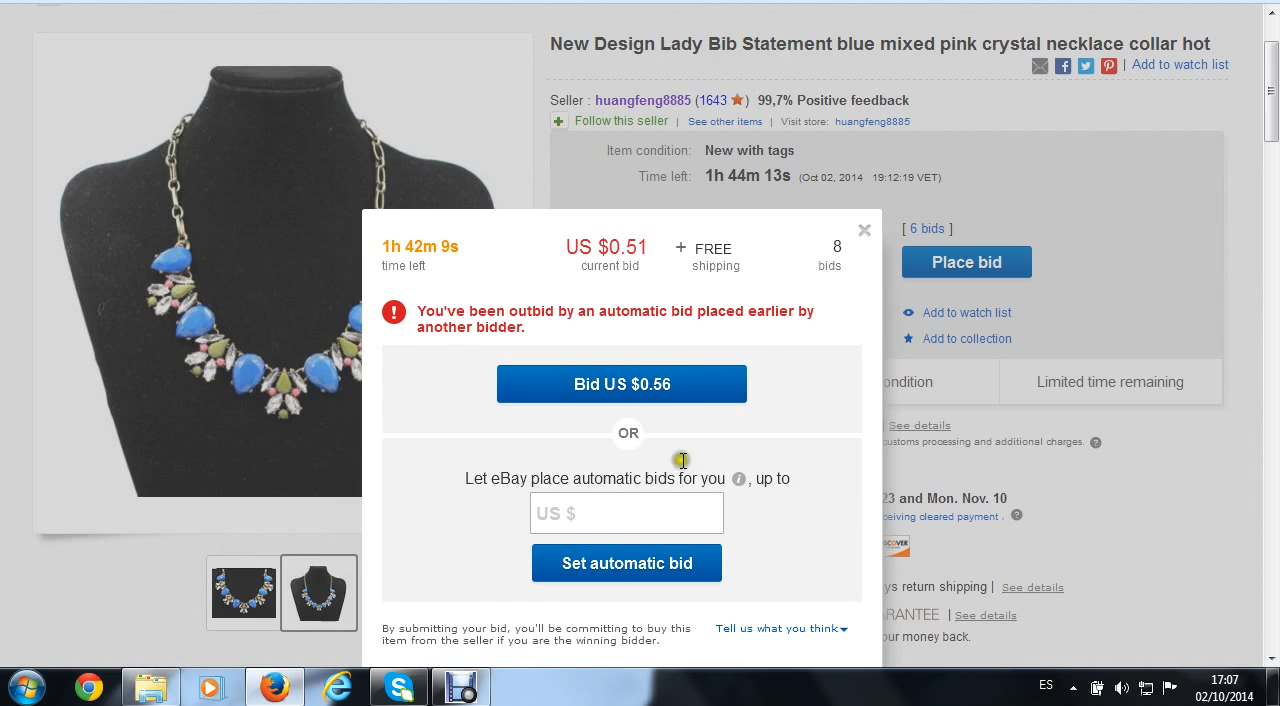 New Design Lady Bib Statement blue mixed pink crystal necklace collar hot
| Add to watch list
Seller : huangfeng8885 (1643 ) 99,7% Positive feedback
Follow this seller | See other items | Visit store: huangfeng8885
Item condition: New with tags
Time left: 1h 44m 13s (Oct 02, 2014 19:12:19 VET)
[ 6 bids ]
Place bid
Add to watch list
Add to collection
ondition
Limited time remaining
See details
customs processing and additional charges.
23 and Mon. Nov. 10
eiving cleared payment .
SCOVER
ys return shipping | See details
RANTEE | See details
our money back.
1h 42m 9s
time left
US $0.51
current bid
+ FREE
shipping
8
bids
You've been outbid by an automatic bid placed earlier by
another bidder.
Bid US $0.56
OR
Let eBay place automatic bids for you , up to
US $
Set automatic bid
By submitting your bid, you'll be committing to buy this
item from the seller if you are the winning bidder.
Tell us what you think
ES
17:07
02/10/2014